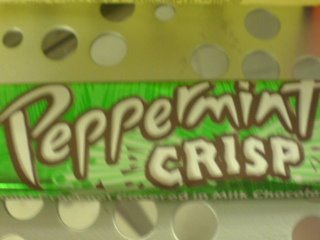 Peppermint
CRISP
Covered in Milk Chocolate